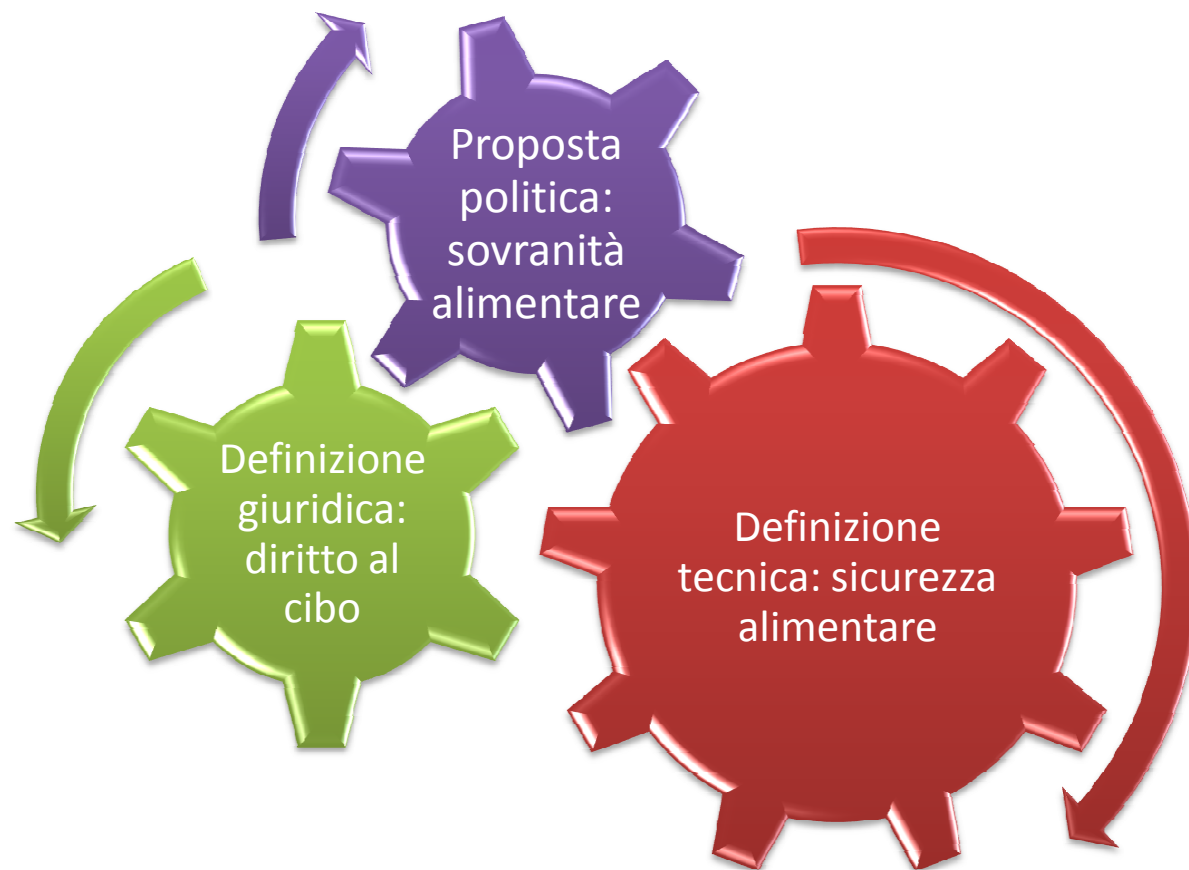 Proposta
politica:
sovranità
alimentare
Definizione
giuridica:
diritto al
cibo
Definizione
tecnica: sicurezza
alimentare